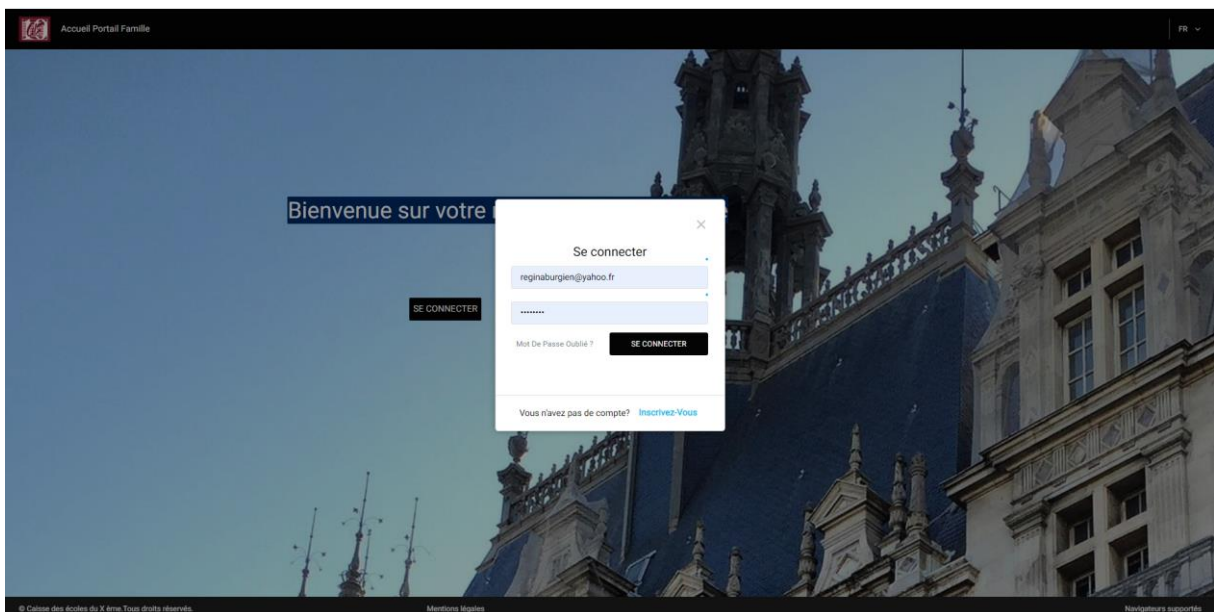 Accueil Portail Famille
FR
Bienvenue sur votre
SE CONNECTER
Se connecter
reginaburgien@yahoo.fr
••••••••
Mot De Passe Oublié ?
SE CONNECTER
Vous n'avez pas de compte? Inscrivez-Vous
© Caisse des écoles du X ème.Tous droits réservés.
Mentions légales
Navigateurs supportés